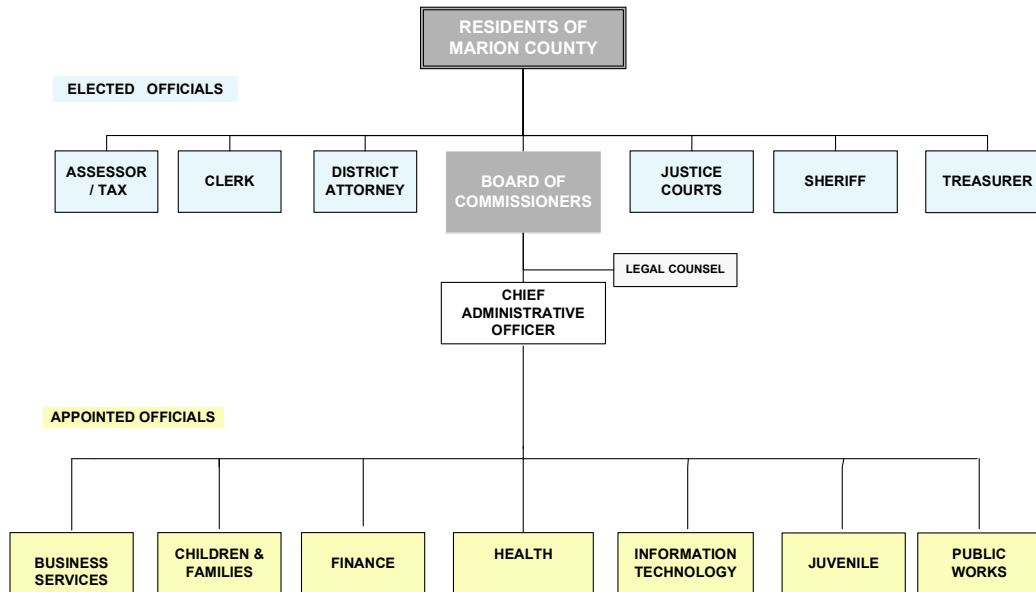 RESIDENTS OF
MARION COUNTY
ELECTED OFFICIALS
ASSESSOR
/ TAX
CLERK
DISTRICT
ATTORNEY
BOARD OF
COMMISSIONERS
JUSTICE
COURTS
SHERIFF
TREASURER
LEGAL COUNSEL
CHIEF
ADMINISTRATIVE
OFFICER
APPOINTED OFFICIALS
BUSINESS
SERVICES
CHILDREN &
FAMILIES
FINANCE
HEALTH
INFORMATION
TECHNOLOGY
JUVENILE
PUBLIC
WORKS